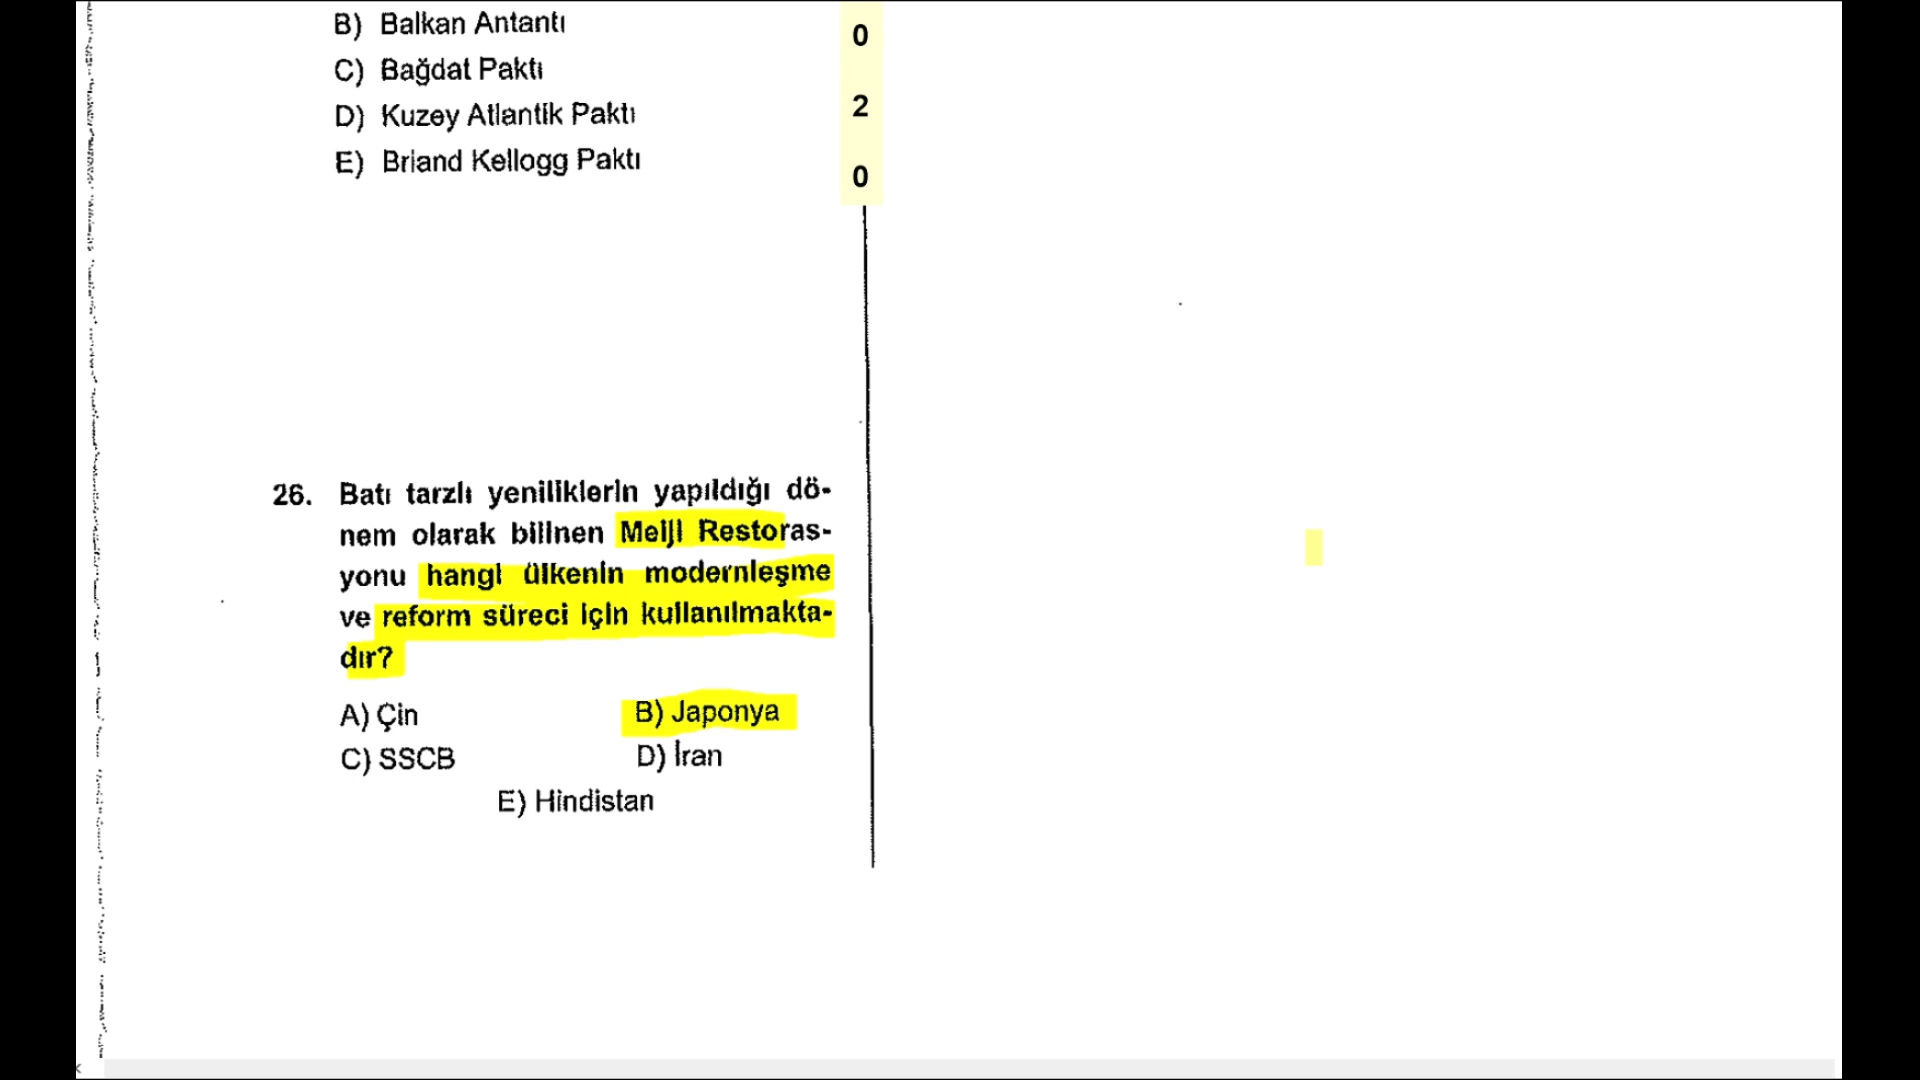 B) Balkan Antantı
C) Bağdat Paktı
D) Kuzey Atlantik Paktı
E) Briand Kellogg Paktı
0
2
0
26. Batı tarzlı yeniliklerin yapıldığı dö-
nem olarak bilinen Meiji Restoras-
yonu hangi ülkenin modernleşme
ve reform süreci için kullanılmakta-
dır?
A) Çin
B) Japonya
C) SSCB
D) İran
E) Hindistan